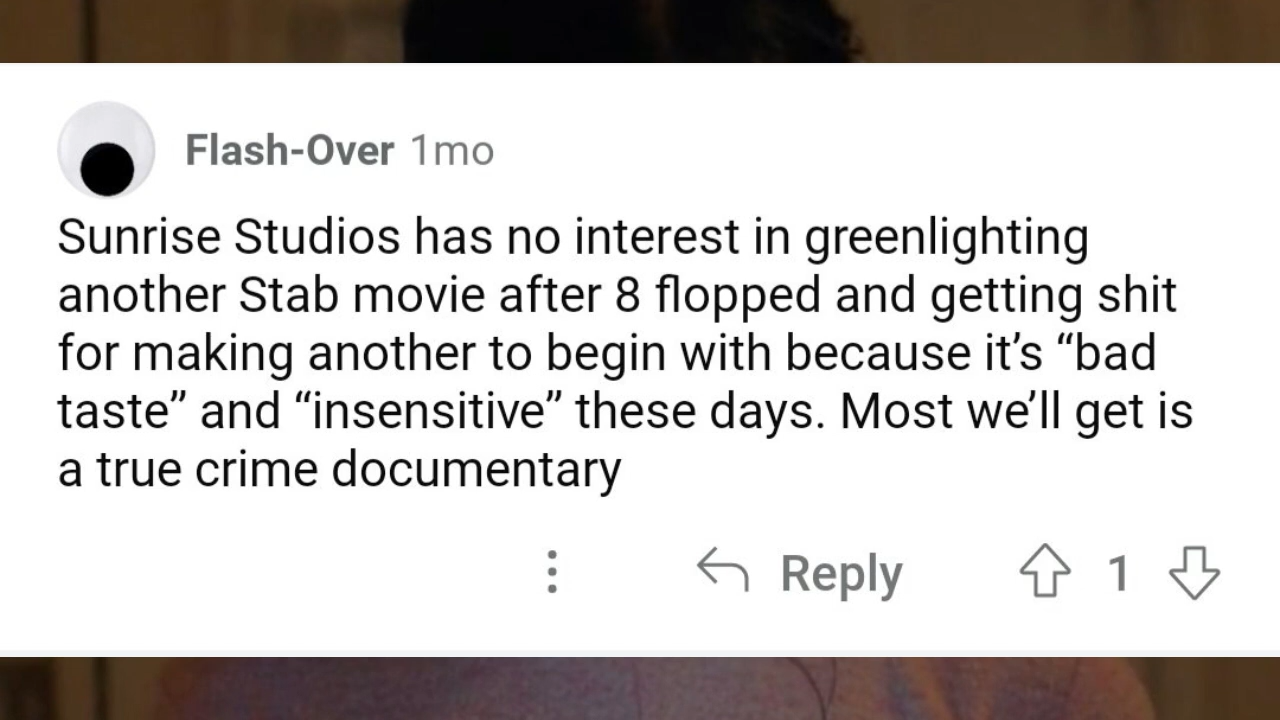 Flash-Over 1mo
Sunrise Studios has no interest in greenlighting
another Stab movie after 8 flopped and getting shit
for making another to begin with because it’s “bad
taste” and “insensitive” these days. Most we’ll get is
a true crime documentary
Reply 1